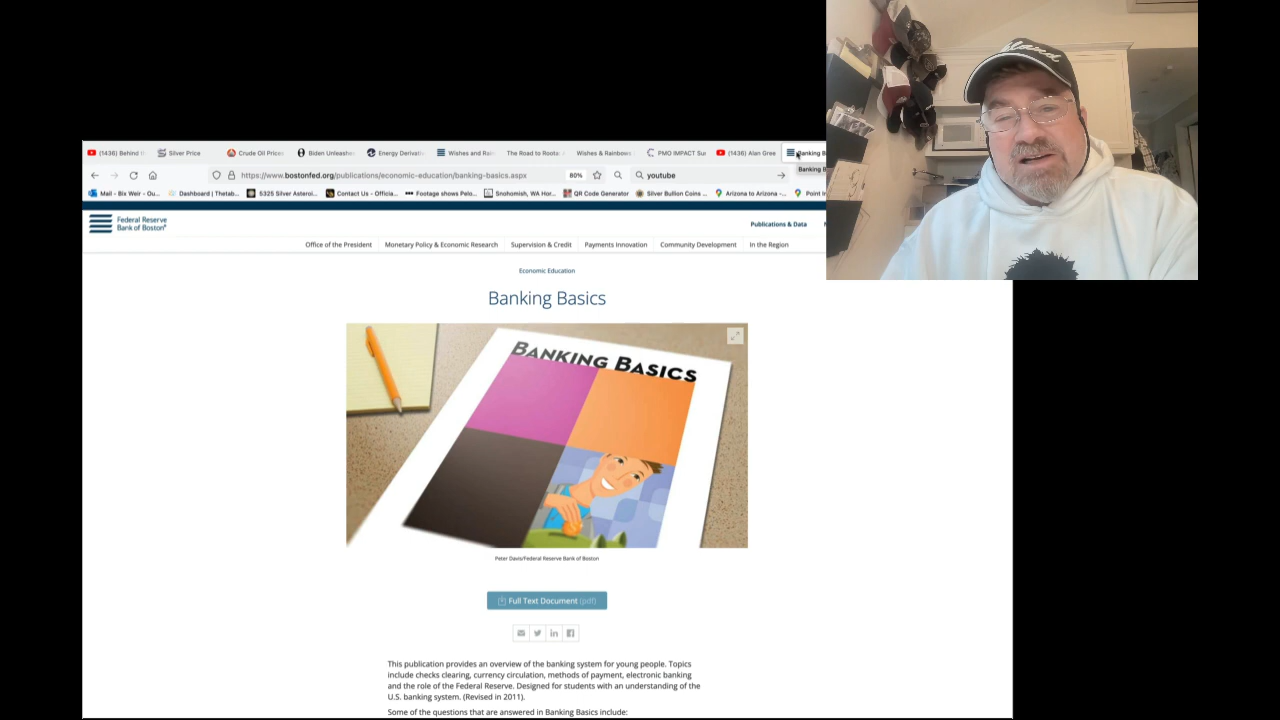 (1436) Behind
Silver Price
Crude Oil Prices
Biden Unleashes
Energy Derivati
Wishes and Rai
The Road to Roota
Wishes & Rainbows
PMO IMPACT Su
(1436) Alan Gree
Banking B
https://www.bostonfed.org/publications/economic-education/banking-basics.aspx
80%
youtube
Banking B
Mail - Bix Weir - Ou...
Dashboard | Thetab...
5325 Silver Asteroi...
Contact Us - Officia...
Footage shows Pelo...
Snohomish, WA Hor...
QR Code Generator
Silver Bullion Coins ...
Arizona to Arizona -...
Point In
Federal Reserve
Bank of Boston®
Publications & Data
Office of the President
Monetary Policy & Economic Research
Supervision & Credit
Payments Innovation
Community Development
In the Region
Economic Education
Banking Basics
BANKING BASICS
Peter Davis/Federal Reserve Bank of Boston
Full Text Document (pdf)
This publication provides an overview of the banking system for young people. Topics
include checks clearing, currency circulation, methods of payment, electronic banking
and the role of the Federal Reserve. Designed for students with an understanding of the
U.S. banking system. (Revised in 2011).
Some of the questions that are answered in Banking Basics include: